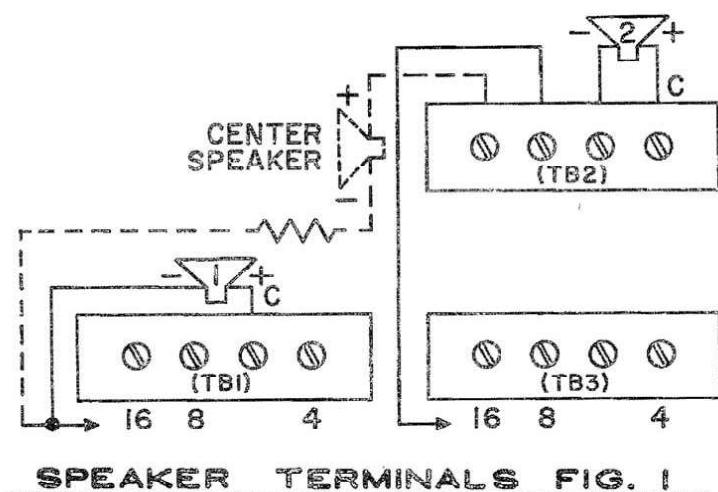 - 2 +
C
+
CENTER
SPEAKER
-
(TB2)
- 1 +
C
(TB1)
(TB3)
16 8 4
16 8 4
SPEAKER TERMINALS FIG. 1